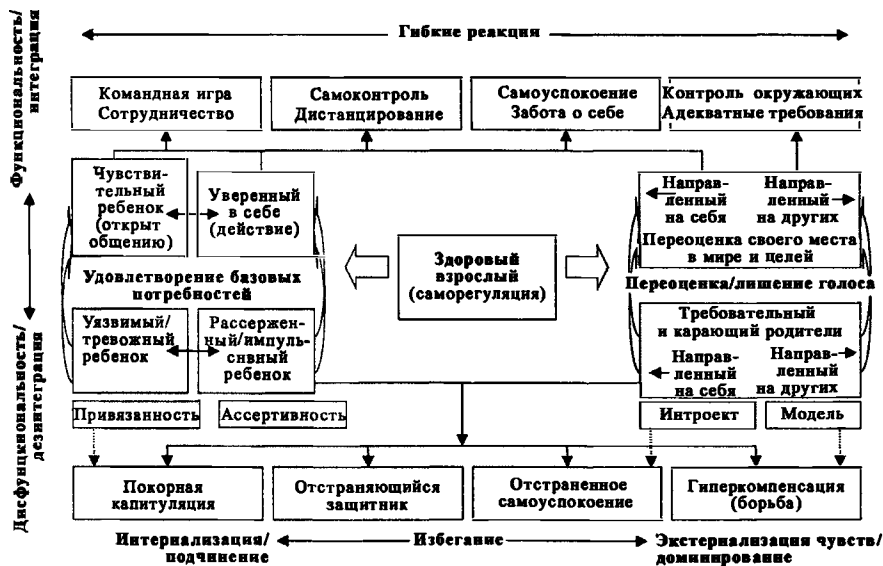 Гибкие реакция
Функциональность/
интеграция
Командная игра
Сотрудничество
Самоконтроль
Дистанцирование
Самоуспокоение
Забота о себе
Контроль окружающих
Адекватные требования
Чувстви-
тельный
ребенок
(открыт
общению)
Уверенный
в себе
(действие)
Направ-
ленный
на себя
Направ-
ленный
на других
Переоценка своего места
в мире и целей
Здоровый
взрослый
(саморегуляция)
Удовлетворение базовых
потребностей
Переоценка/лишение голоса
Дисфункциональность/
дезинтеграция
Уязвимый/
тревожный
ребенок
Рассержен-
ный/импуль-
сивный
ребенок
Требовательный
и карающий родители
Направ-
ленный
на себя
Направ-
ленный
на других
Привязанность
Ассертивность
Интроект
Модель
Покорная
капитуляция
Отстраняющийся
защитник
Отстраненное
самоуспокоение
Гиперкомпенсация
(борьба)
Интернализация/
подчинение
Избегание
Экстернализация чувств/
доминирование